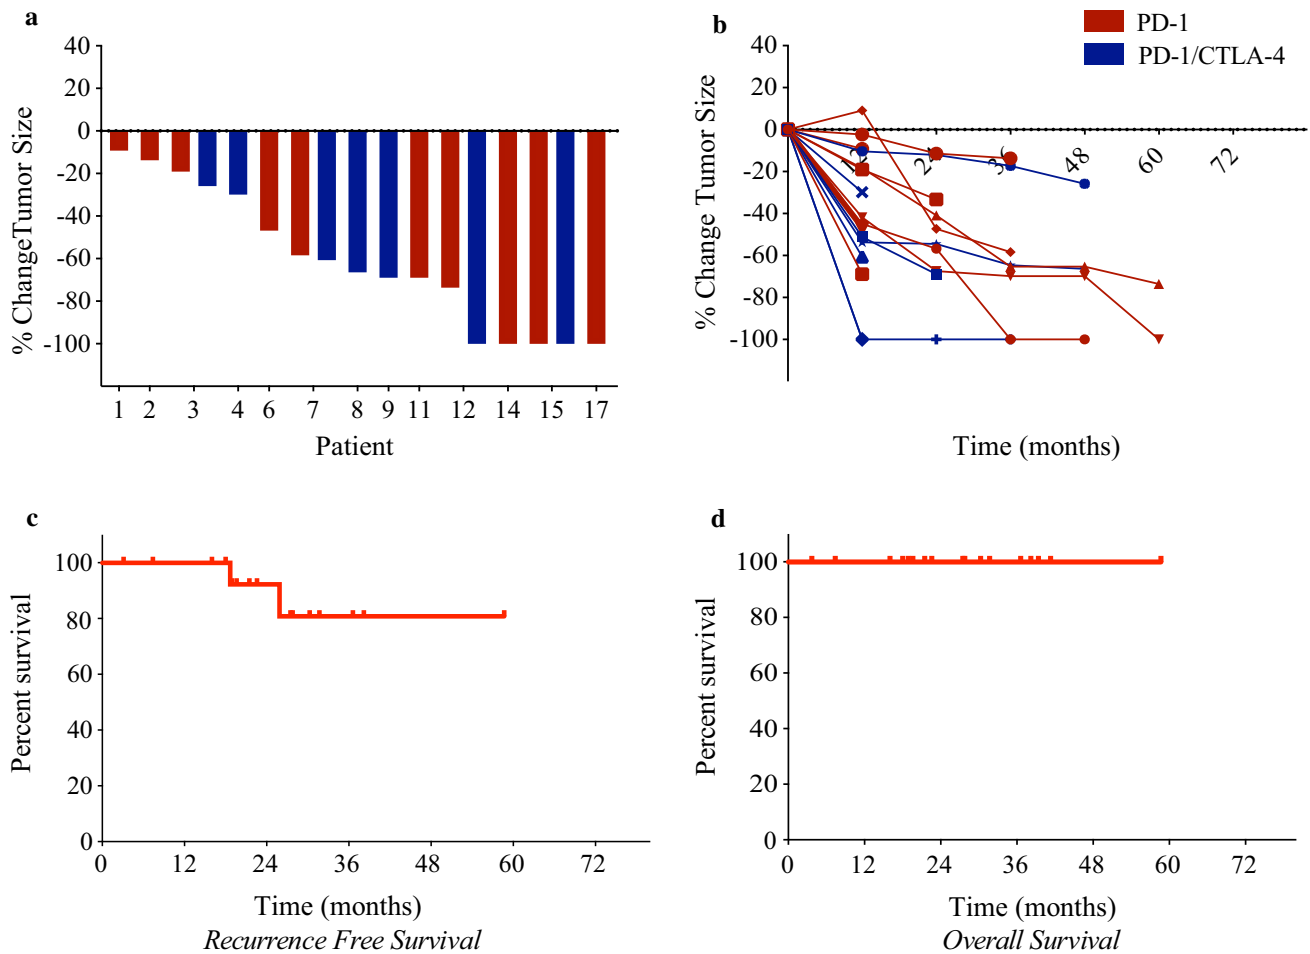 a
40
20
0
-20
-40
-60
-80
-100
% ChangeTumor Size
1 2 3 4 6 7 8 9 11 12 14 15 17
Patient
b
PD-1
PD-1/CTLA-4
40
20
0
-20
-40
-60
-80
-100
% Change Tumor Size
12 24 36 48 60 72
Time (months)
c
100
80
60
40
20
0
Percent survival
0 12 24 36 48 60 72
Time (months)
Recurrence Free Survival
d
100
80
60
40
20
0
Percent survival
0 12 24 36 48 60 72
Time (months)
Overall Survival